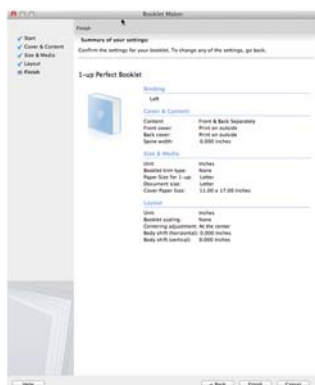 Booklet Maker
Finish
Start
Cover & Content
Size & Media
Layout
Finish
Summary of your settings:
Confirm the settings for your booklet. To change any of the settings, go back.
1-up Perfect Booklet
Binding
Left
Cover & Content
Content Front & Back Separately
Front cover: Print on outside
Back cover: Print on outside
Spine width: 0.000 inches
Size & Media
Unit: Inches
Booklet trim type: None
Paper Size for 1-up: Letter
Document size: Letter
Cover Paper Size: 11.00 x 17.00 inches
Layout
Unit: Inches
Booklet scaling: None
Centering adjustment: At the center
Body shift (horizontal): 0.000 inches
Body shift (vertical): 0.000 inches
Help
< Back
Finish
Cancel